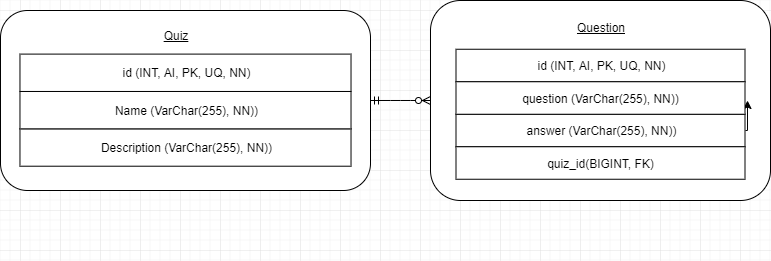 Quiz
id (INT, AI, PK, UQ, NN)
Name (VarChar(255), NN))
Description (VarChar(255), NN))
Question
id (INT, AI, PK, UQ, NN)
question (VarChar(255), NN))
answer (VarChar(255), NN))
quiz_id(BIGINT, FK)